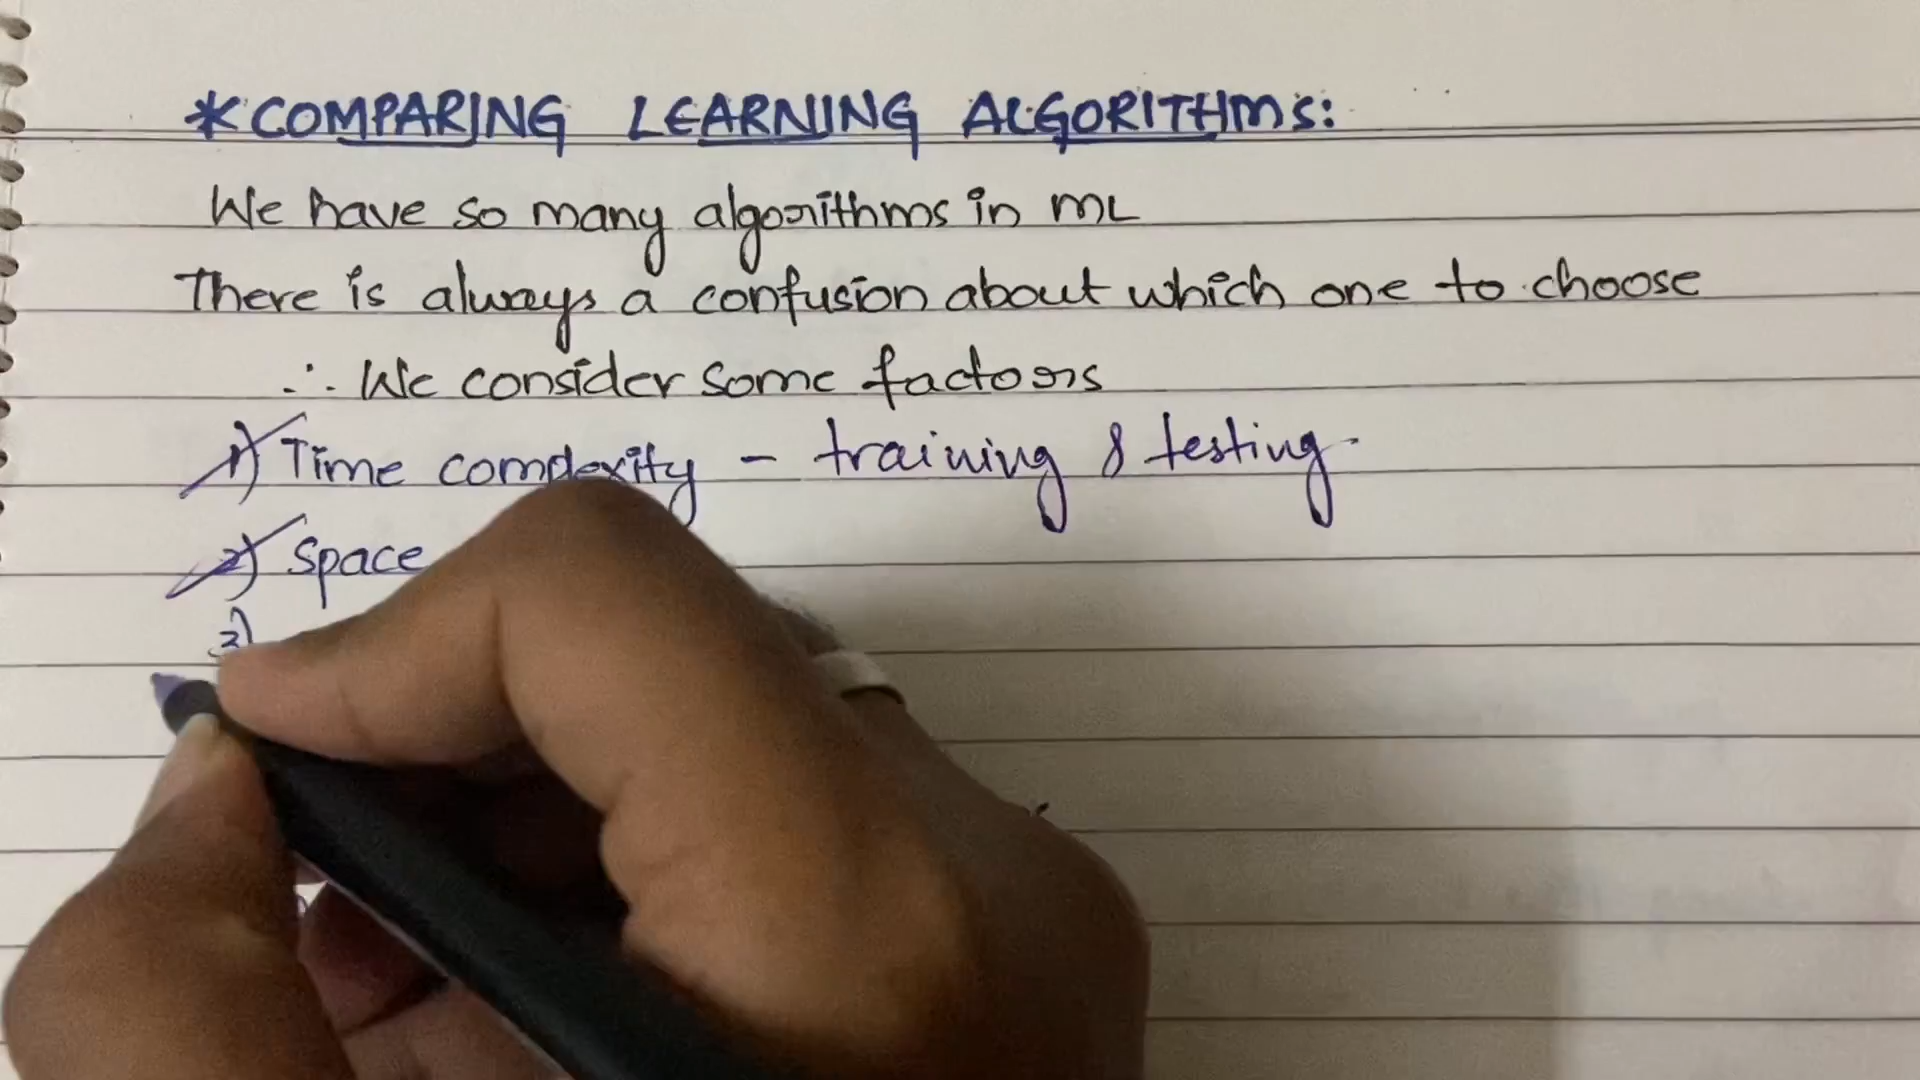 *COMPARING LEARNING ALGORITHMS:
We have so many algorithms in ML
There is always a confusion about which one to choose
∴ We consider some factors
1) Time complexity - training & testing
2) Space
3)